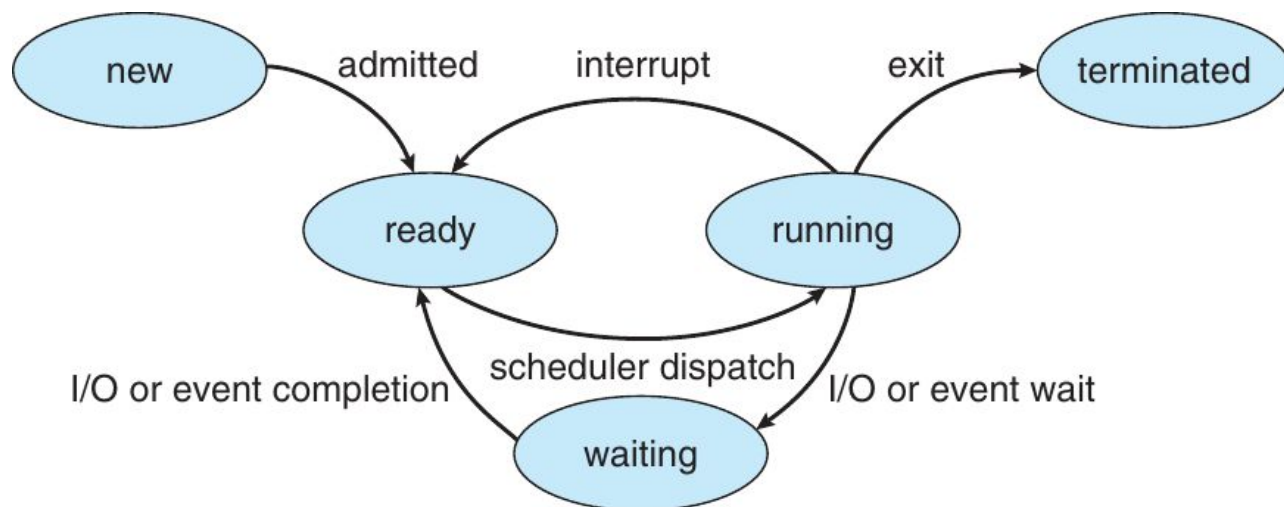 new
admitted
interrupt
exit
terminated
ready
running
scheduler dispatch
I/O or event completion
I/O or event wait
waiting